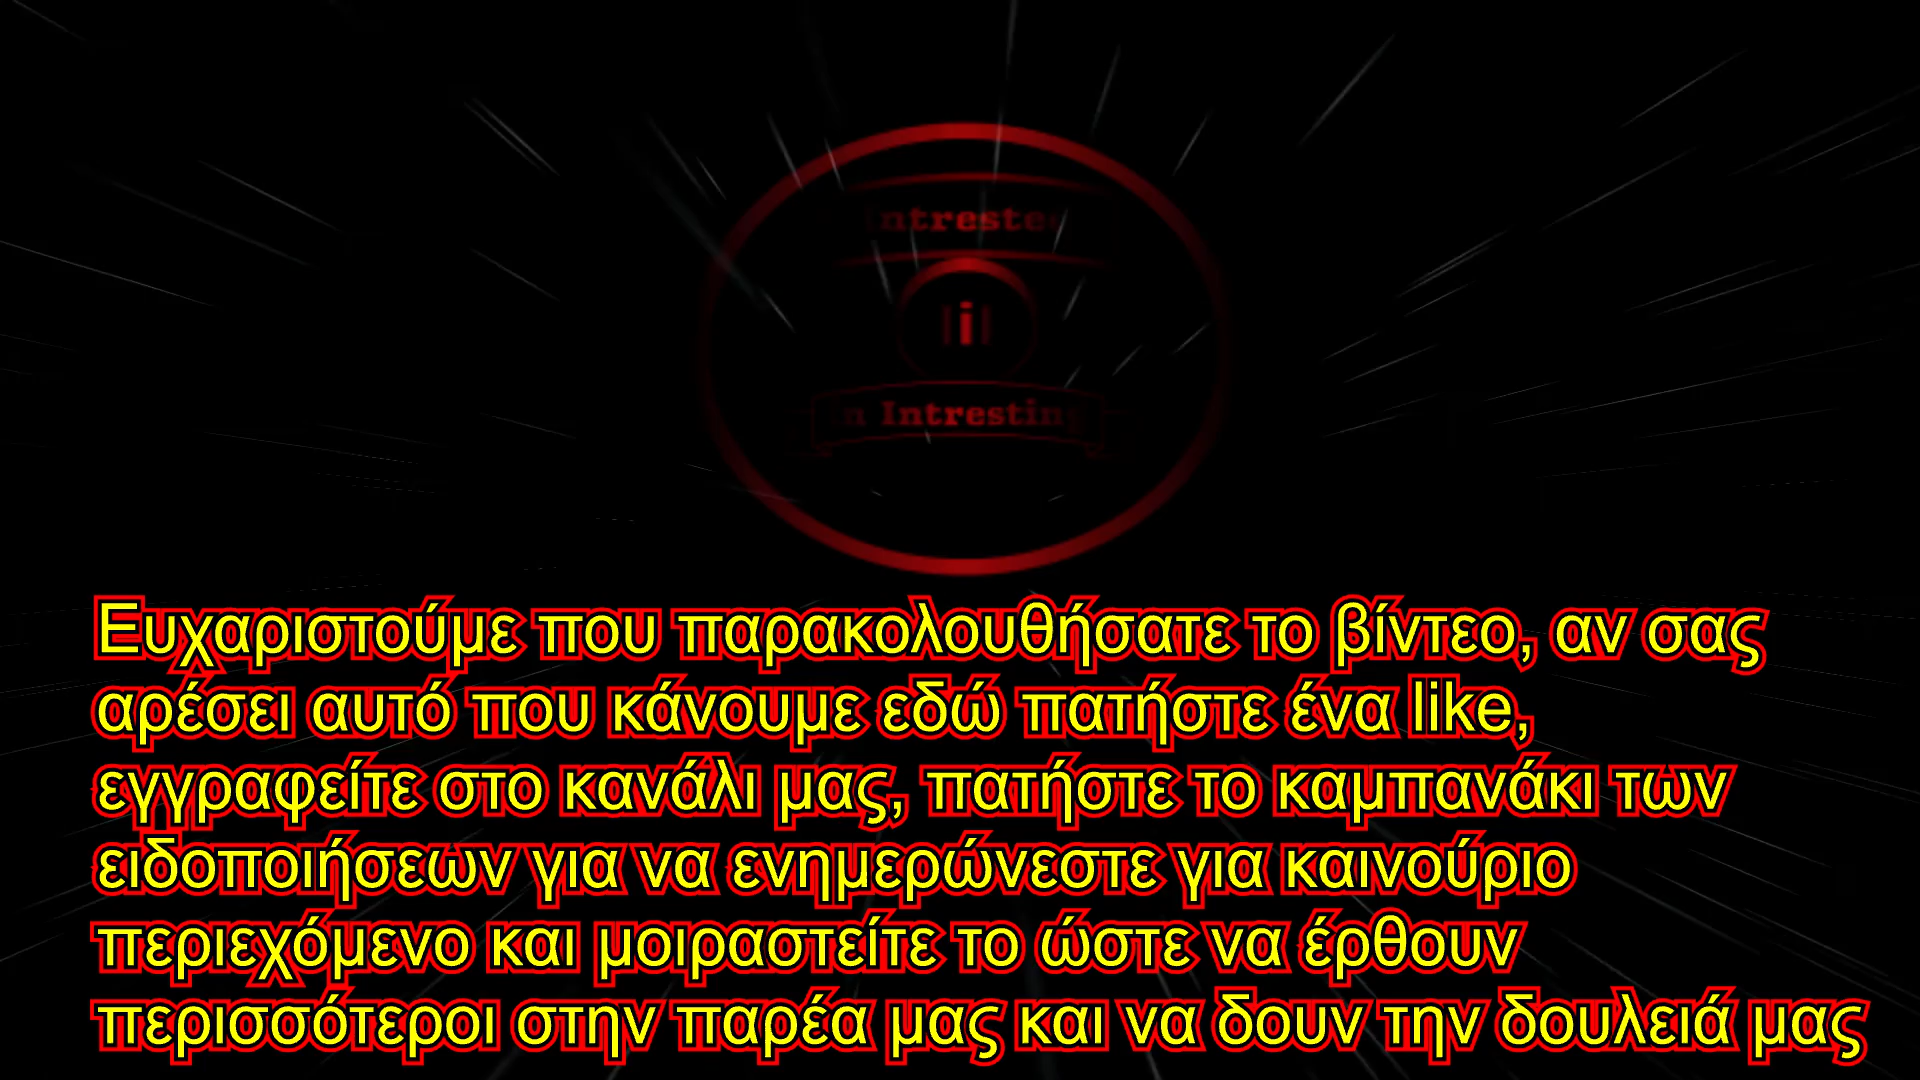 i
Intresting
Ευχαριστούμε που παρακολουθήσατε το βίντεο, αν σας
αρέσει αυτό που κάνουμε εδώ πατήστε ένα like,
εγγραφείτε στο κανάλι μας, πατήστε το καμπανάκι των
ειδοποιήσεων για να ενημερώνεστε για καινούριο
περιεχόμενο και μοιραστείτε το ώστε να έρθουν
περισσότεροι στην παρέα μας και να δουν την δουλειά μας